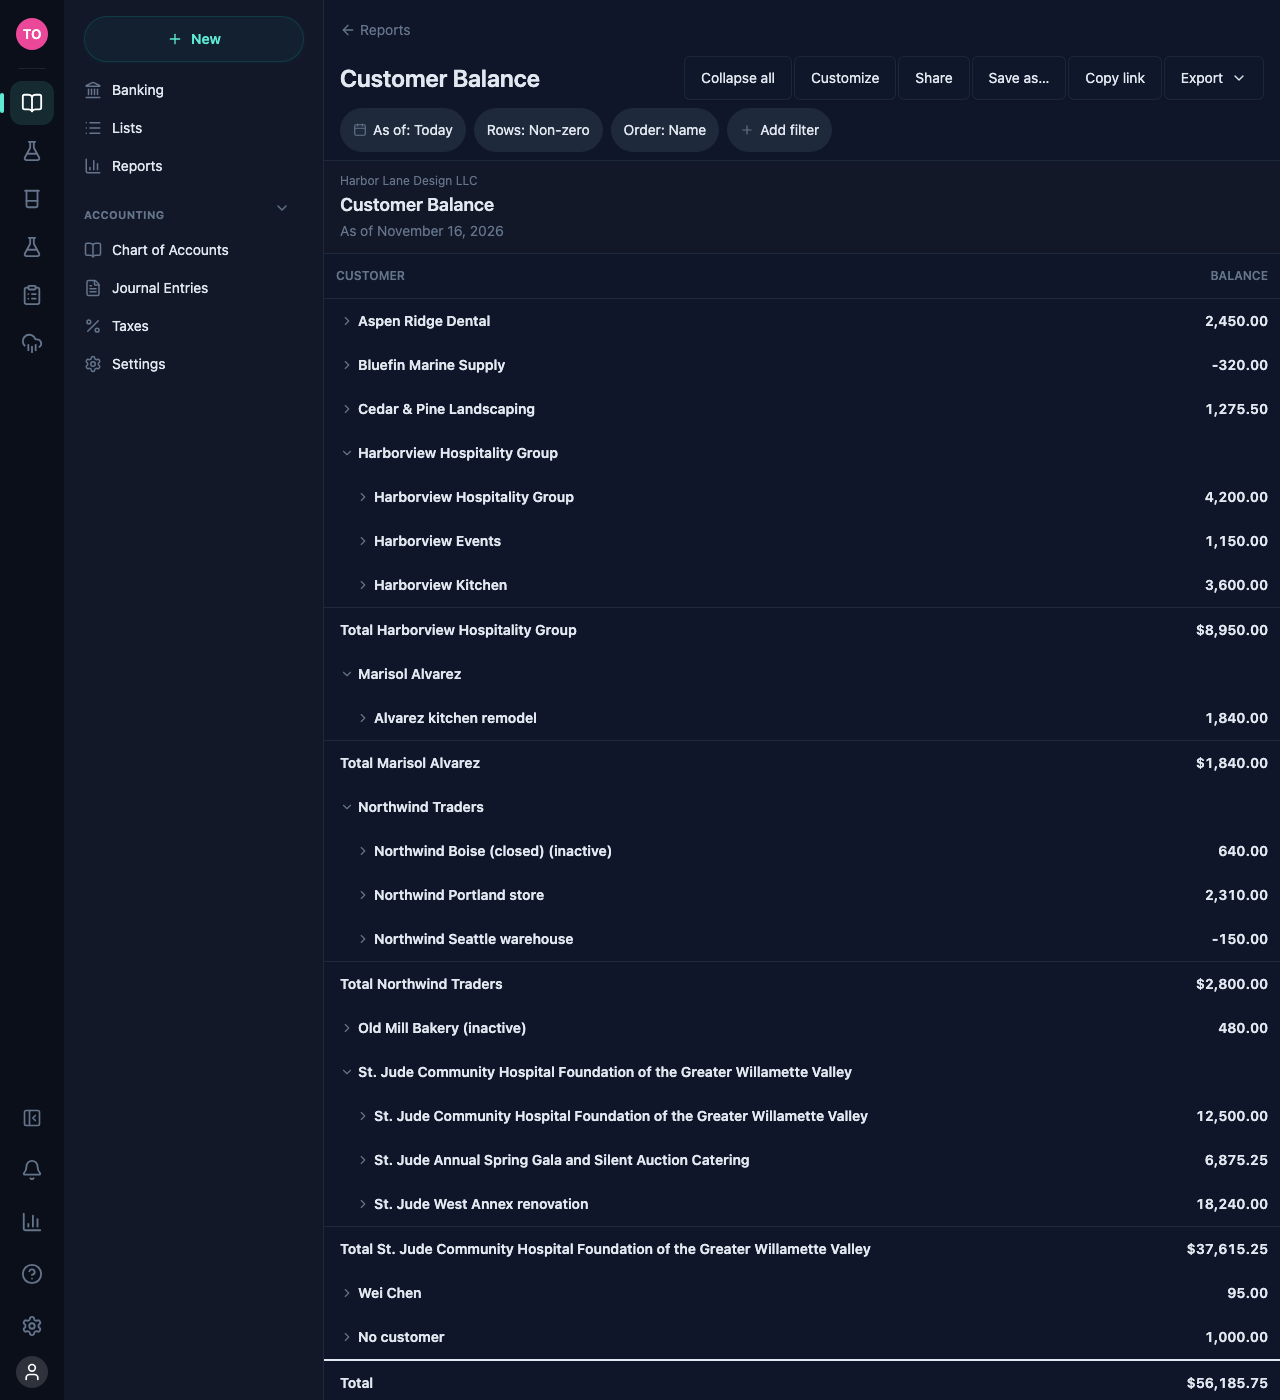 TO
New
Banking
Lists
Reports
ACCOUNTING
Chart of Accounts
Journal Entries
Taxes
Settings
Reports
Customer Balance
Collapse all
Customize
Share
Save as...
Copy link
Export
As of: Today
Rows: Non-zero
Order: Name
Add filter
Harbor Lane Design LLC
Customer Balance
As of November 16, 2026
CUSTOMER BALANCE
Aspen Ridge Dental 2,450.00
Bluefin Marine Supply -320.00
Cedar & Pine Landscaping 1,275.50
Harborview Hospitality Group
Harborview Hospitality Group 4,200.00
Harborview Events 1,150.00
Harborview Kitchen 3,600.00
Total Harborview Hospitality Group $8,950.00
Marisol Alvarez
Alvarez kitchen remodel 1,840.00
Total Marisol Alvarez $1,840.00
Northwind Traders
Northwind Boise (closed) (inactive) 640.00
Northwind Portland store 2,310.00
Northwind Seattle warehouse -150.00
Total Northwind Traders $2,800.00
Old Mill Bakery (inactive) 480.00
St. Jude Community Hospital Foundation of the Greater Willamette Valley
St. Jude Community Hospital Foundation of the Greater Willamette Valley 12,500.00
St. Jude Annual Spring Gala and Silent Auction Catering 6,875.25
St. Jude West Annex renovation 18,240.00
Total St. Jude Community Hospital Foundation of the Greater Willamette Valley $37,615.25
Wei Chen 95.00
No customer 1,000.00
Total $56,185.75